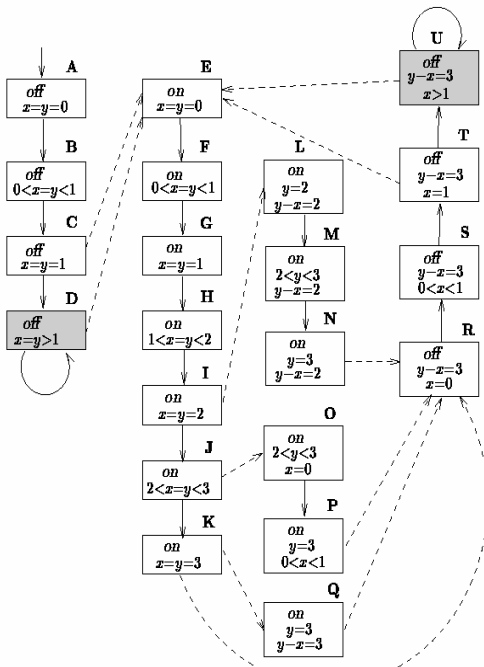 A
off
x=y=0
B
off
0<x=y<1
C
off
x=y=1
D
off
x=y>1
E
on
x=y=0
F
on
0<x=y<1
G
on
x=y=1
H
on
1<x=y<2
I
on
x=y=2
J
on
2<x=y<3
K
on
x=y=3
L
on
y=2
y−x=2
M
on
2<y<3
y−x=2
N
on
y=3
y−x=2
O
on
2<y<3
x=0
P
on
y=3
0<x<1
Q
on
y=3
y−x=3
U
off
y−x=3
x>1
T
off
y−x=3
x=1
S
off
y−x=3
0<x<1
R
off
y−x=3
x=0